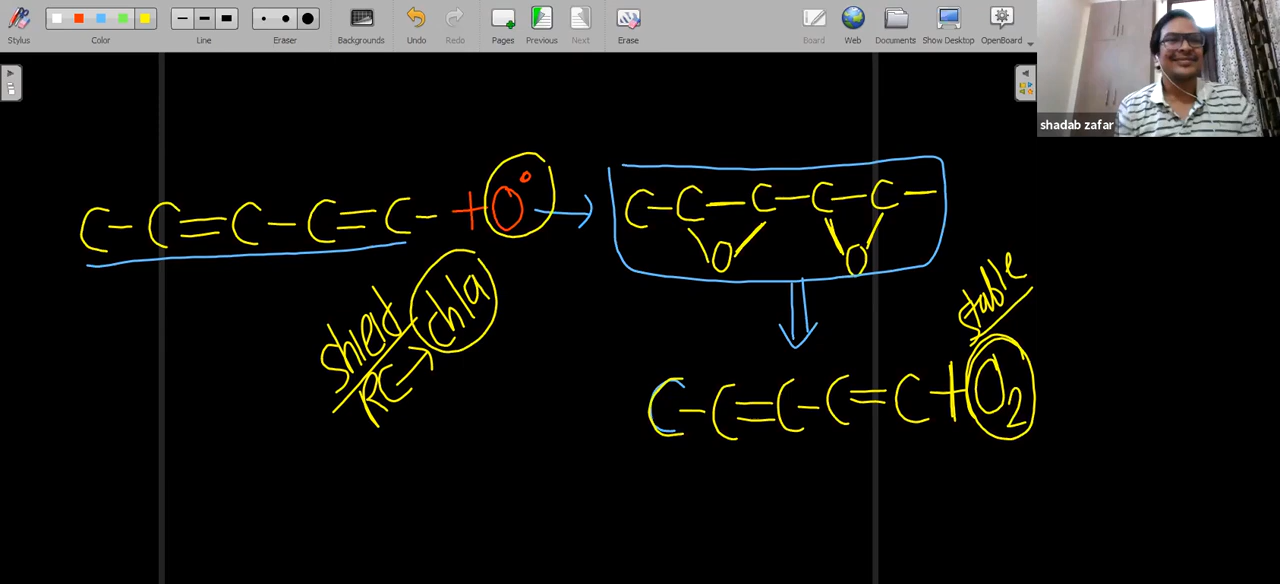 Stylus
Color
Line
Eraser
Backgrounds
Undo
Redo
Pages
Previous
Next
Erase
Board
Web
Documents
Show Desktop
OpenBoard
shadab zafar
C-C=C-C=C- + O° →
C-C-C-C-C-
O O
shield
RC → chla
stable
C-C=C-C=C + O2